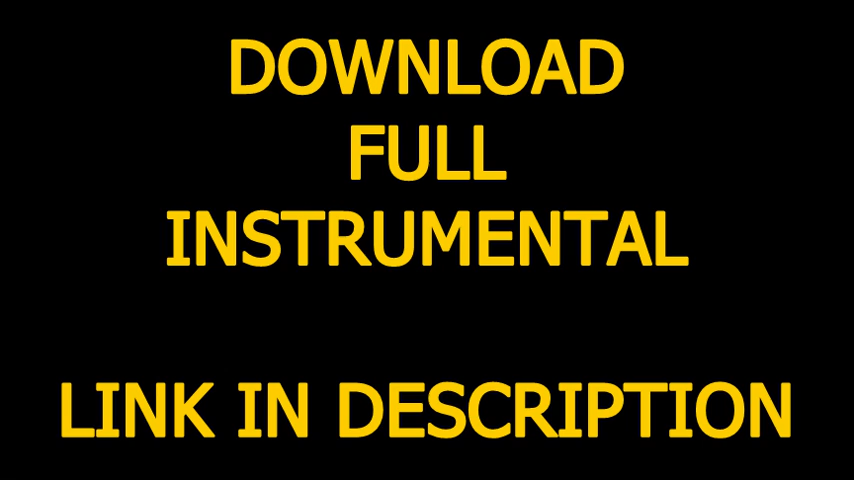 DOWNLOAD
FULL
INSTRUMENTAL
LINK IN DESCRIPTION